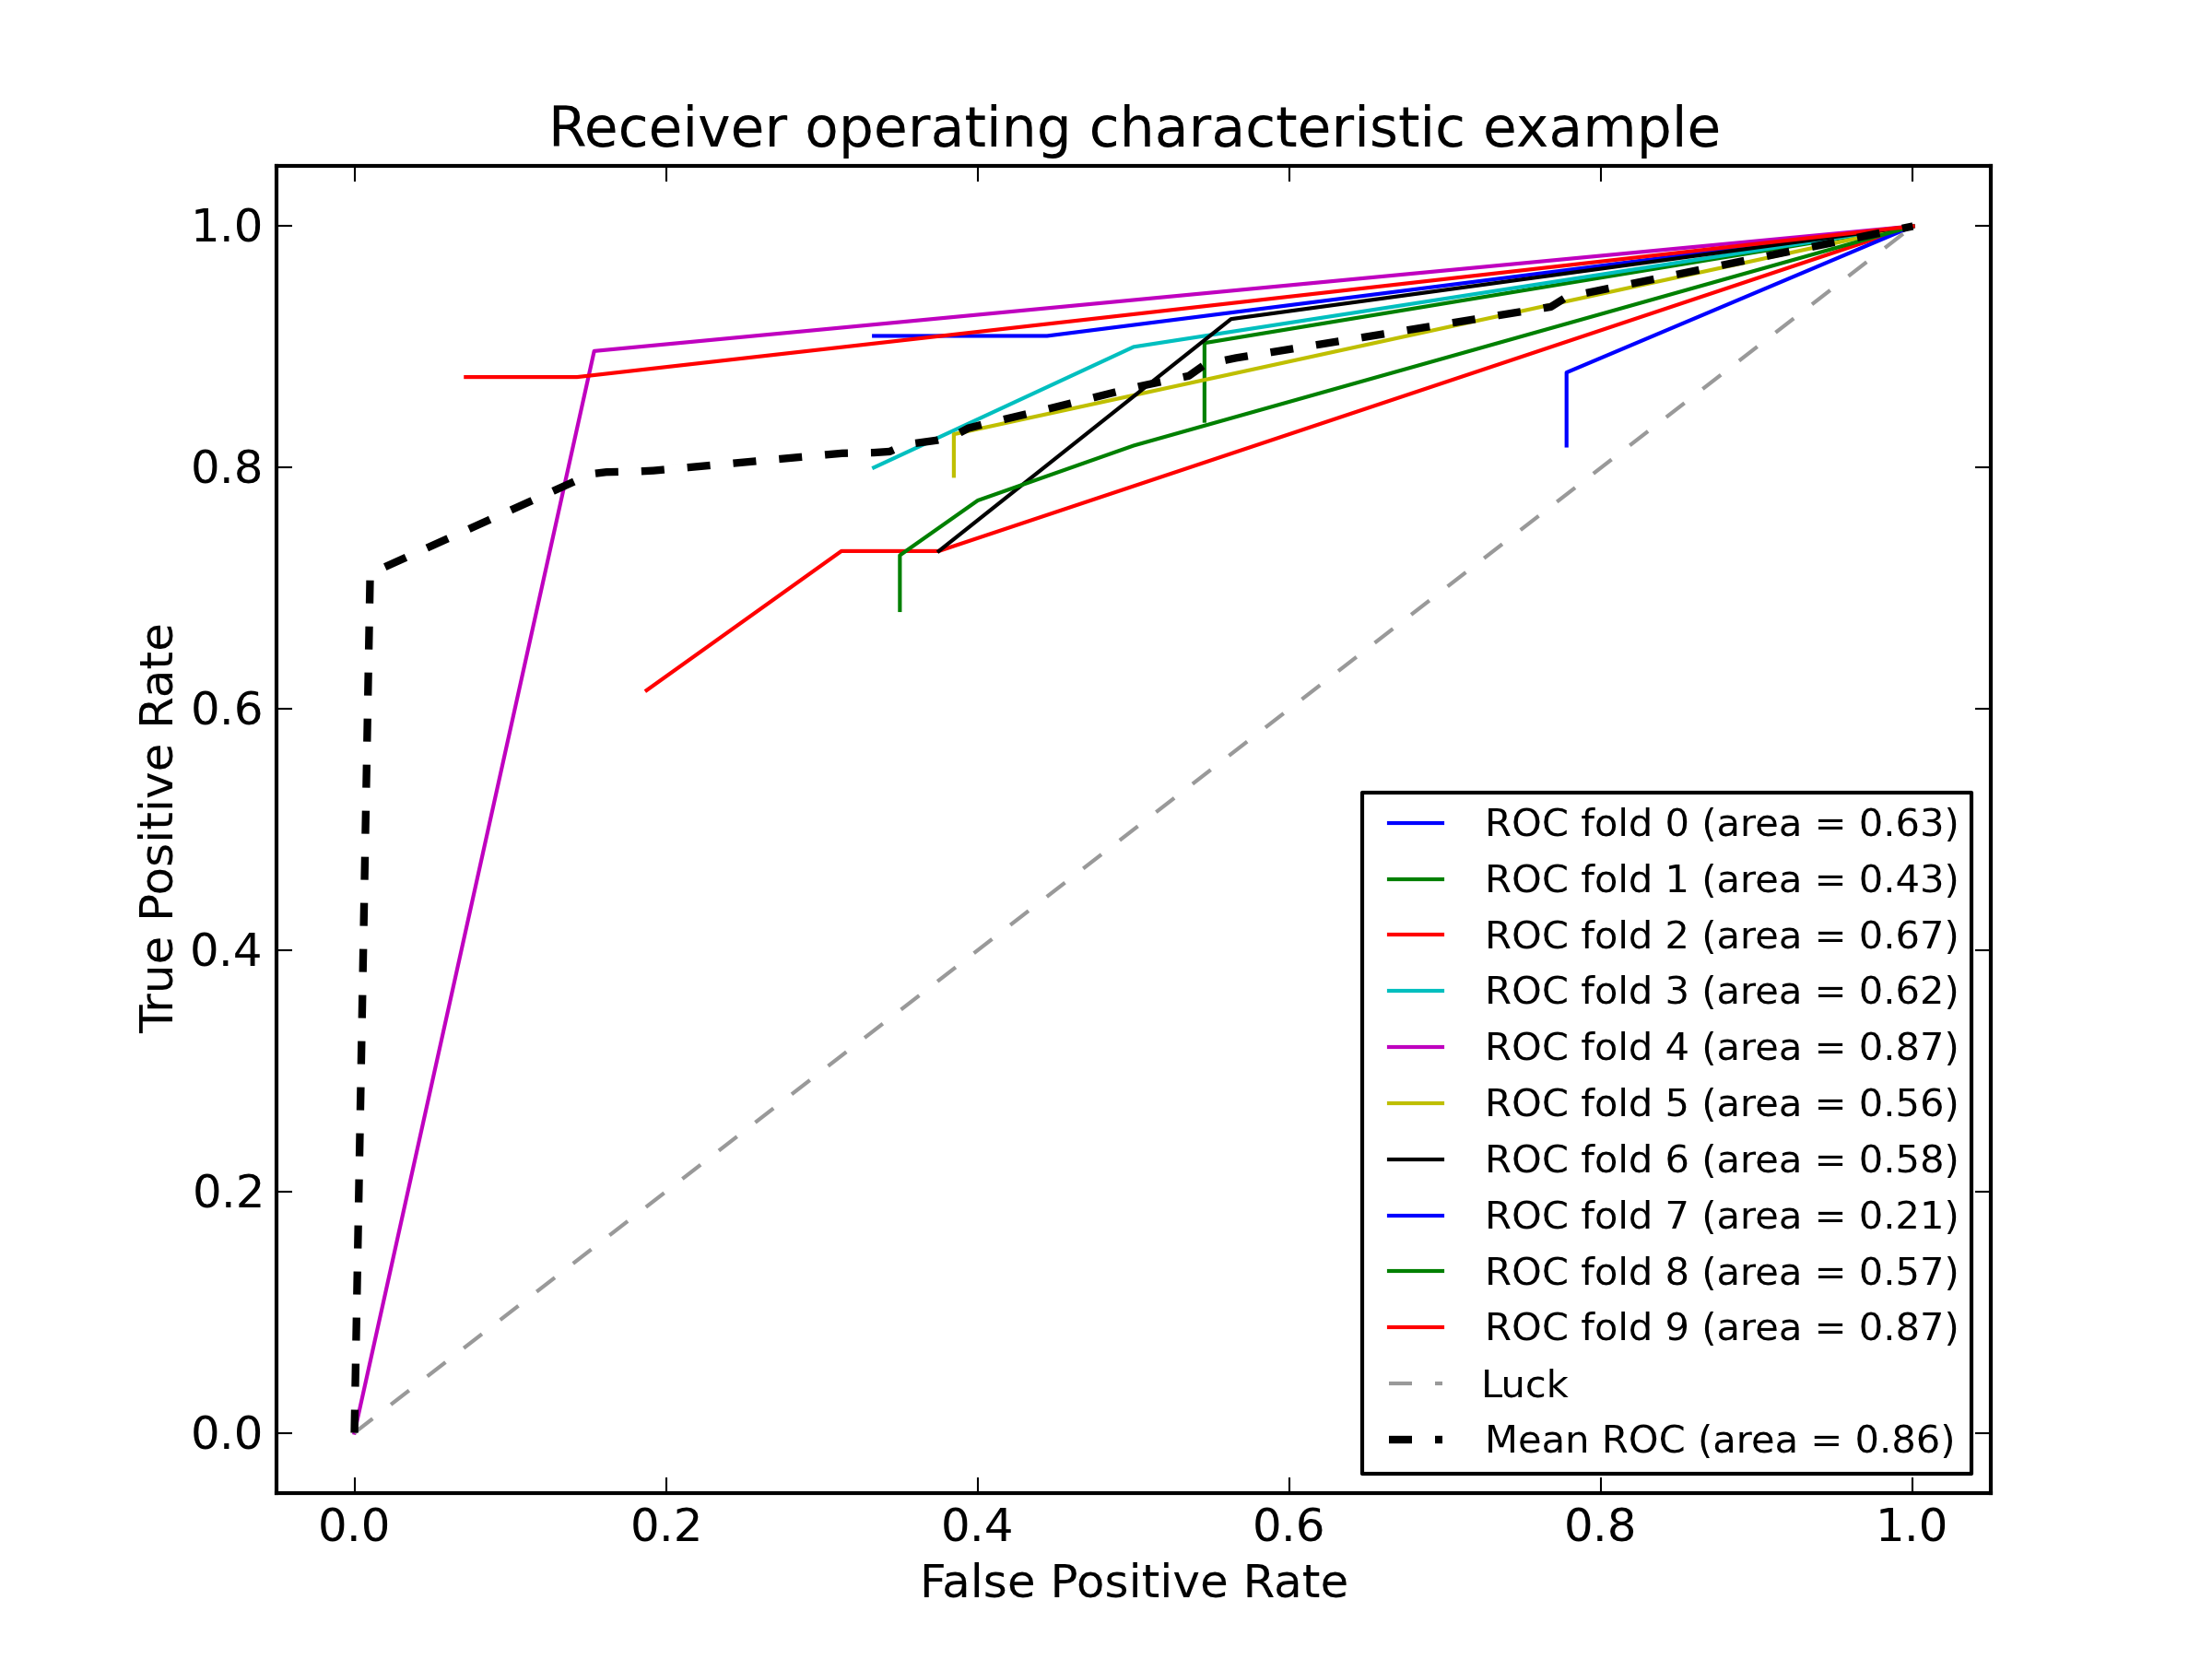 Receiver operating characteristic example
1.0
0.8
0.6
0.4
0.2
0.0
True Positive Rate
0.0 0.2 0.4 0.6 0.8 1.0
False Positive Rate
ROC fold 0 (area = 0.63)
ROC fold 1 (area = 0.43)
ROC fold 2 (area = 0.67)
ROC fold 3 (area = 0.62)
ROC fold 4 (area = 0.87)
ROC fold 5 (area = 0.56)
ROC fold 6 (area = 0.58)
ROC fold 7 (area = 0.21)
ROC fold 8 (area = 0.57)
ROC fold 9 (area = 0.87)
Luck
Mean ROC (area = 0.86)